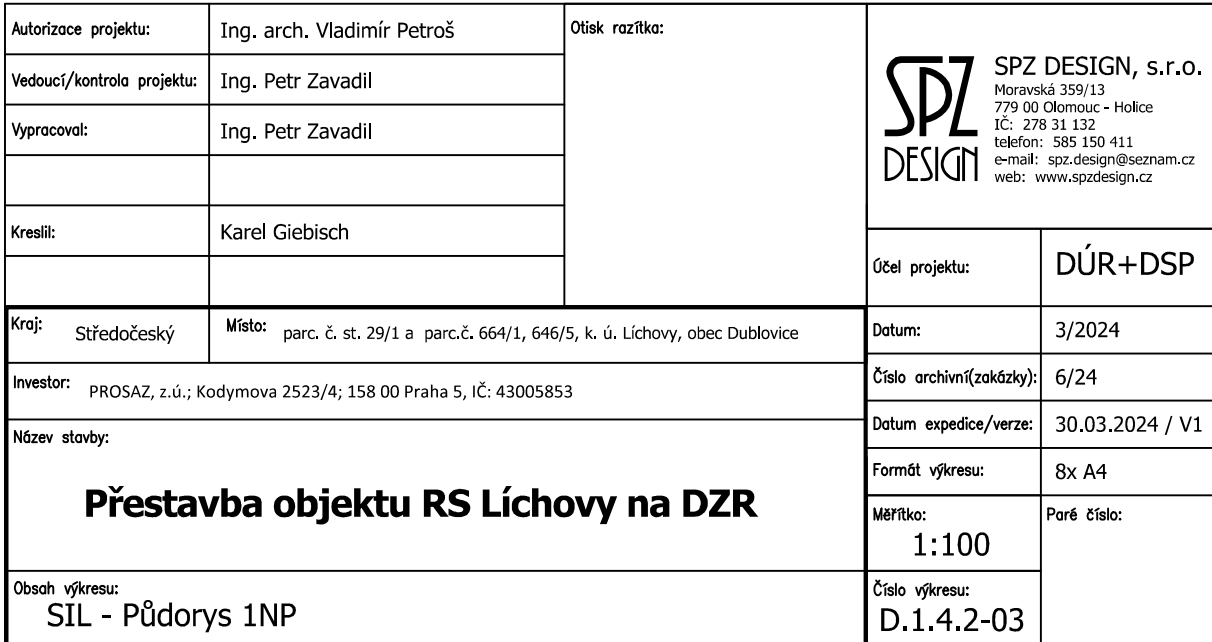 Autorizace projektu: Ing. arch. Vladimír Petroš
Otisk razítka:
Vedoucí/kontrola projektu: Ing. Petr Zavadil
Vypracoval: Ing. Petr Zavadil
Kreslil: Karel Giebisch
SPZ
DESIGN
SPZ DESIGN, s.r.o.
Moravská 359/13
779 00 Olomouc - Holice
IČ: 278 31 132
telefon: 585 150 411
e-mail: spz.design@seznam.cz
web: www.spzdesign.cz
Účel projektu: DÚR+DSP
Kraj: Středočeský
Místo: parc. č. st. 29/1 a parc.č. 664/1, 646/5, k. ú. Líchovy, obec Dublovice
Datum: 3/2024
Investor: PROSAZ, z.ú.; Kodymova 2523/4; 158 00 Praha 5, IČ: 43005853
Číslo archivní(zakázky): 6/24
Datum expedice/verze: 30.03.2024 / V1
Název stavby:
Přestavba objektu RS Líchovy na DZR
Formát výkresu: 8x A4
Měřítko:
1:100
Paré číslo:
Obsah výkresu:
SIL - Půdorys 1NP
Číslo výkresu:
D.1.4.2-03